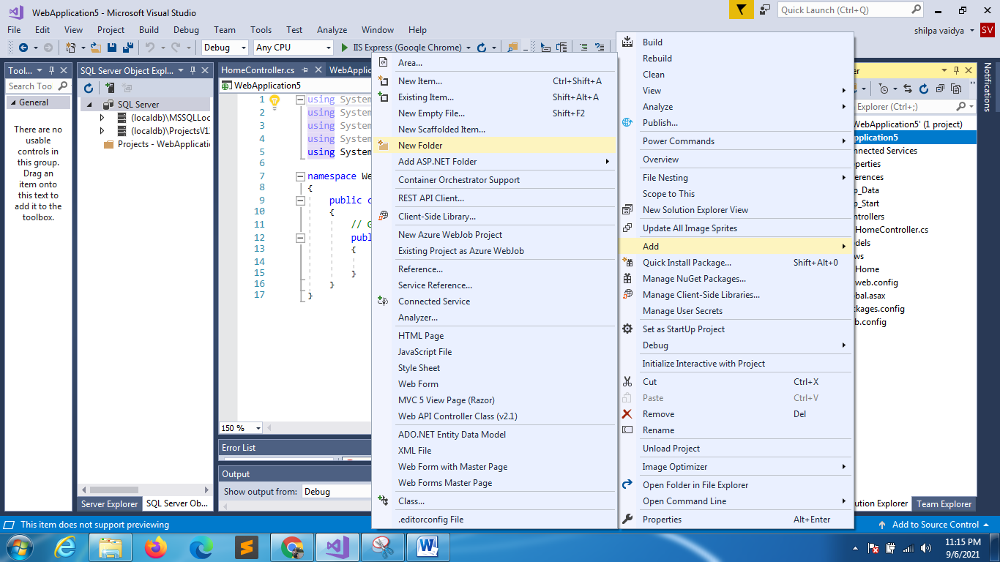 WebApplication5 - Microsoft Visual Studio
Quick Launch (Ctrl+Q)
File Edit View Project Build Debug Team Tools Test Analyze Window Help
shilpa vaidya SV
Debug Any CPU IIS Express (Google Chrome)
Tool...
Search Too
General
There are no
usable
controls in
this group.
Drag an
item onto
this text to
add it to the
toolbox.
SQL Server Object Expl...
SQL Server
(localdb)\MSSQLLoc
(localdb)\ProjectsV1
Projects - WebApplicatio
Server Explorer SQL Server Ob...
HomeController.cs WebApplic
WebApplication5
1 using System
2 using System
3 using System
4 using System
5 using System
6
7 namespace We
8 {
9 public c
10 {
11 // G
12 publ
13 {
14
15 }
16 }
17 }
150 %
Error List
Output
Show output from: Debug
Area...
New Item... Ctrl+Shift+A
Existing Item... Shift+Alt+A
New Empty File... Shift+F2
New Scaffolded Item...
New Folder
Add ASP.NET Folder
Container Orchestrator Support
REST API Client...
Client-Side Library...
New Azure WebJob Project
Existing Project as Azure WebJob
Reference...
Service Reference...
Connected Service
Analyzer...
HTML Page
JavaScript File
Style Sheet
Web Form
MVC 5 View Page (Razor)
Web API Controller Class (v2.1)
ADO.NET Entity Data Model
XML File
Web Form with Master Page
Web Forms Master Page
Class...
.editorconfig File
Build
Rebuild
Clean
View
Analyze
Publish...
Power Commands
Overview
File Nesting
Scope to This
New Solution Explorer View
Update All Image Sprites
Add
Quick Install Package... Shift+Alt+0
Manage NuGet Packages...
Manage Client-Side Libraries...
Manage User Secrets
Set as StartUp Project
Debug
Initialize Interactive with Project
Cut Ctrl+X
Paste Ctrl+V
Remove Del
Rename
Unload Project
Image Optimizer
Open Folder in File Explorer
Open Command Line
Properties Alt+Enter
er
Explorer (Ctrl+;)
WebApplication5' (1 project)
pplication5
nnected Services
perties
erences
p_Data
p_Start
ntrollers
HomeController.cs
dels
ws
Home
web.config
bal.asax
ckages.config
b.config
ution Explorer Team Explorer
Notifications
This item does not support previewing
Add to Source Control
11:15 PM
9/6/2021